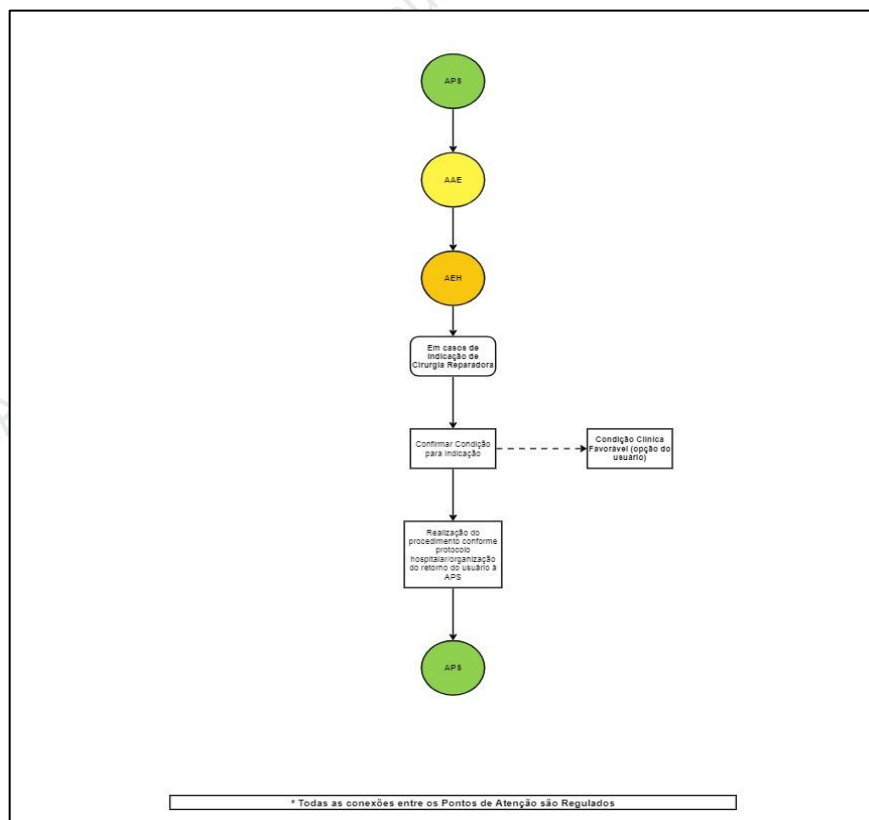 APS
AAE
AEH
Em casos de
Indicação de
Cirurgia Reparadora
Confirmar Condição
para Indicação
Condição Clínica
Favorável (opção do
usuário)
Realização do
procedimento conforme
protocolo
hospitalar/organização
do retorno do usuário à
APS
APS
* Todas as conexões entre os Pontos de Atenção são Regulados